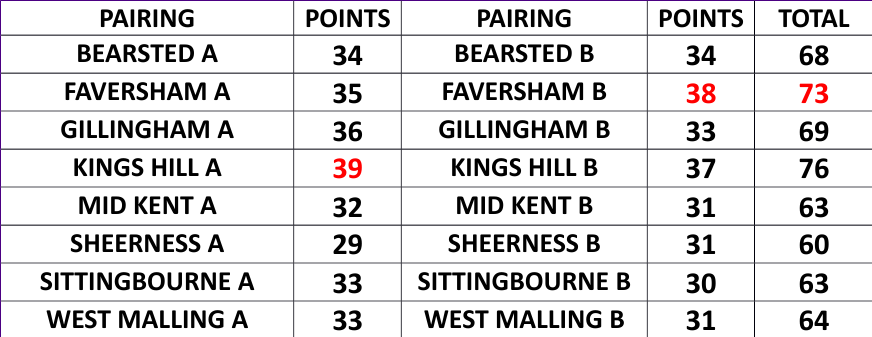 PAIRING POINTS PAIRING POINTS TOTAL
BEARSTED A 34 BEARSTED B 34 68
FAVERSHAM A 35 FAVERSHAM B 38 73
GILLINGHAM A 36 GILLINGHAM B 33 69
KINGS HILL A 39 KINGS HILL B 37 76
MID KENT A 32 MID KENT B 31 63
SHEERNESS A 29 SHEERNESS B 31 60
SITTINGBOURNE A 33 SITTINGBOURNE B 30 63
WEST MALLING A 33 WEST MALLING B 31 64